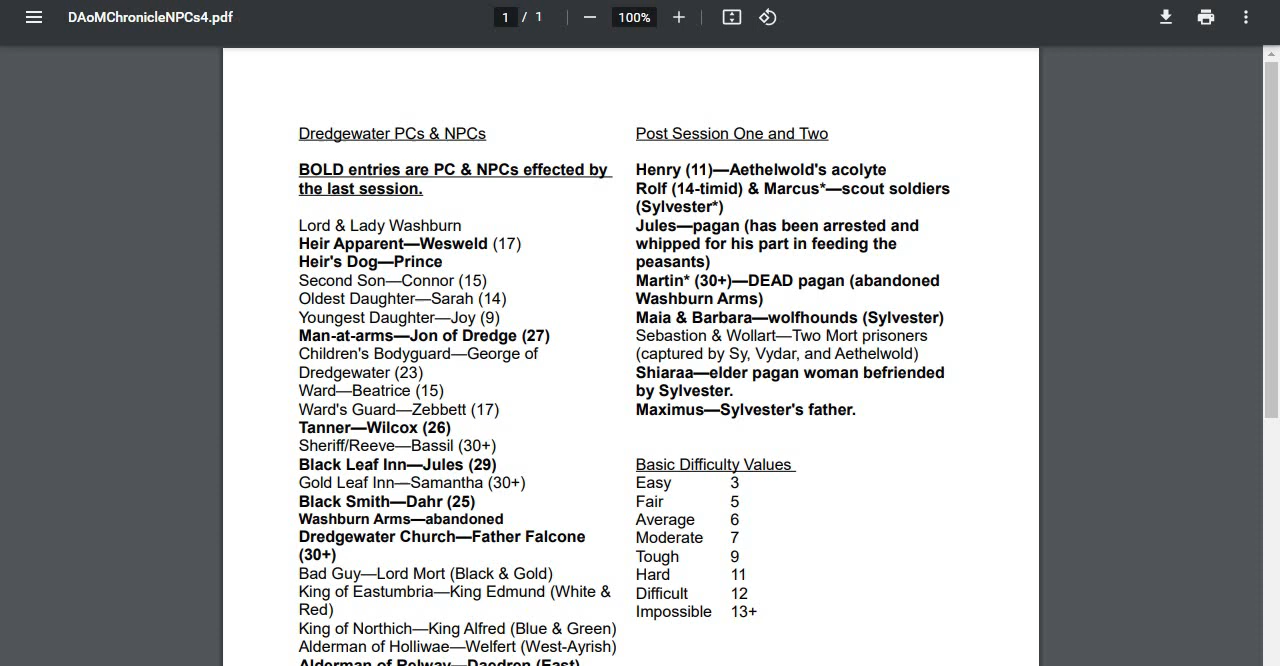 DAoMChronicleNPCs4.pdf
1 / 1
100%
Dredgewater PCs & NPCs
BOLD entries are PC & NPCs effected by
the last session.
Lord & Lady Washburn
Heir Apparent—Wesweld (17)
Heir's Dog—Prince
Second Son—Connor (15)
Oldest Daughter—Sarah (14)
Youngest Daughter—Joy (9)
Man-at-arms—Jon of Dredge (27)
Children's Bodyguard—George of
Dredgewater (23)
Ward—Beatrice (15)
Ward's Guard—Zebbett (17)
Tanner—Wilcox (26)
Sheriff/Reeve—Bassil (30+)
Black Leaf Inn—Jules (29)
Gold Leaf Inn—Samantha (30+)
Black Smith—Dahr (25)
Washburn Arms—abandoned
Dredgewater Church—Father Falcone
(30+)
Bad Guy—Lord Mort (Black & Gold)
King of Eastumbria—King Edmund (White &
Red)
King of Northich—King Alfred (Blue & Green)
Alderman of Holliwae—Welfert (West-Ayrish)
Alderman of Relway—Daedren (East)
Post Session One and Two
Henry (11)—Aethelwold's acolyte
Rolf (14-timid) & Marcus*—scout soldiers
(Sylvester*)
Jules—pagan (has been arrested and
whipped for his part in feeding the
peasants)
Martin* (30+)—DEAD pagan (abandoned
Washburn Arms)
Maia & Barbara—wolfhounds (Sylvester)
Sebastion & Wollart—Two Mort prisoners
(captured by Sy, Vydar, and Aethelwold)
Shiaraa—elder pagan woman befriended
by Sylvester.
Maximus—Sylvester's father.
Basic Difficulty Values
Easy 3
Fair 5
Average 6
Moderate 7
Tough 9
Hard 11
Difficult 12
Impossible 13+